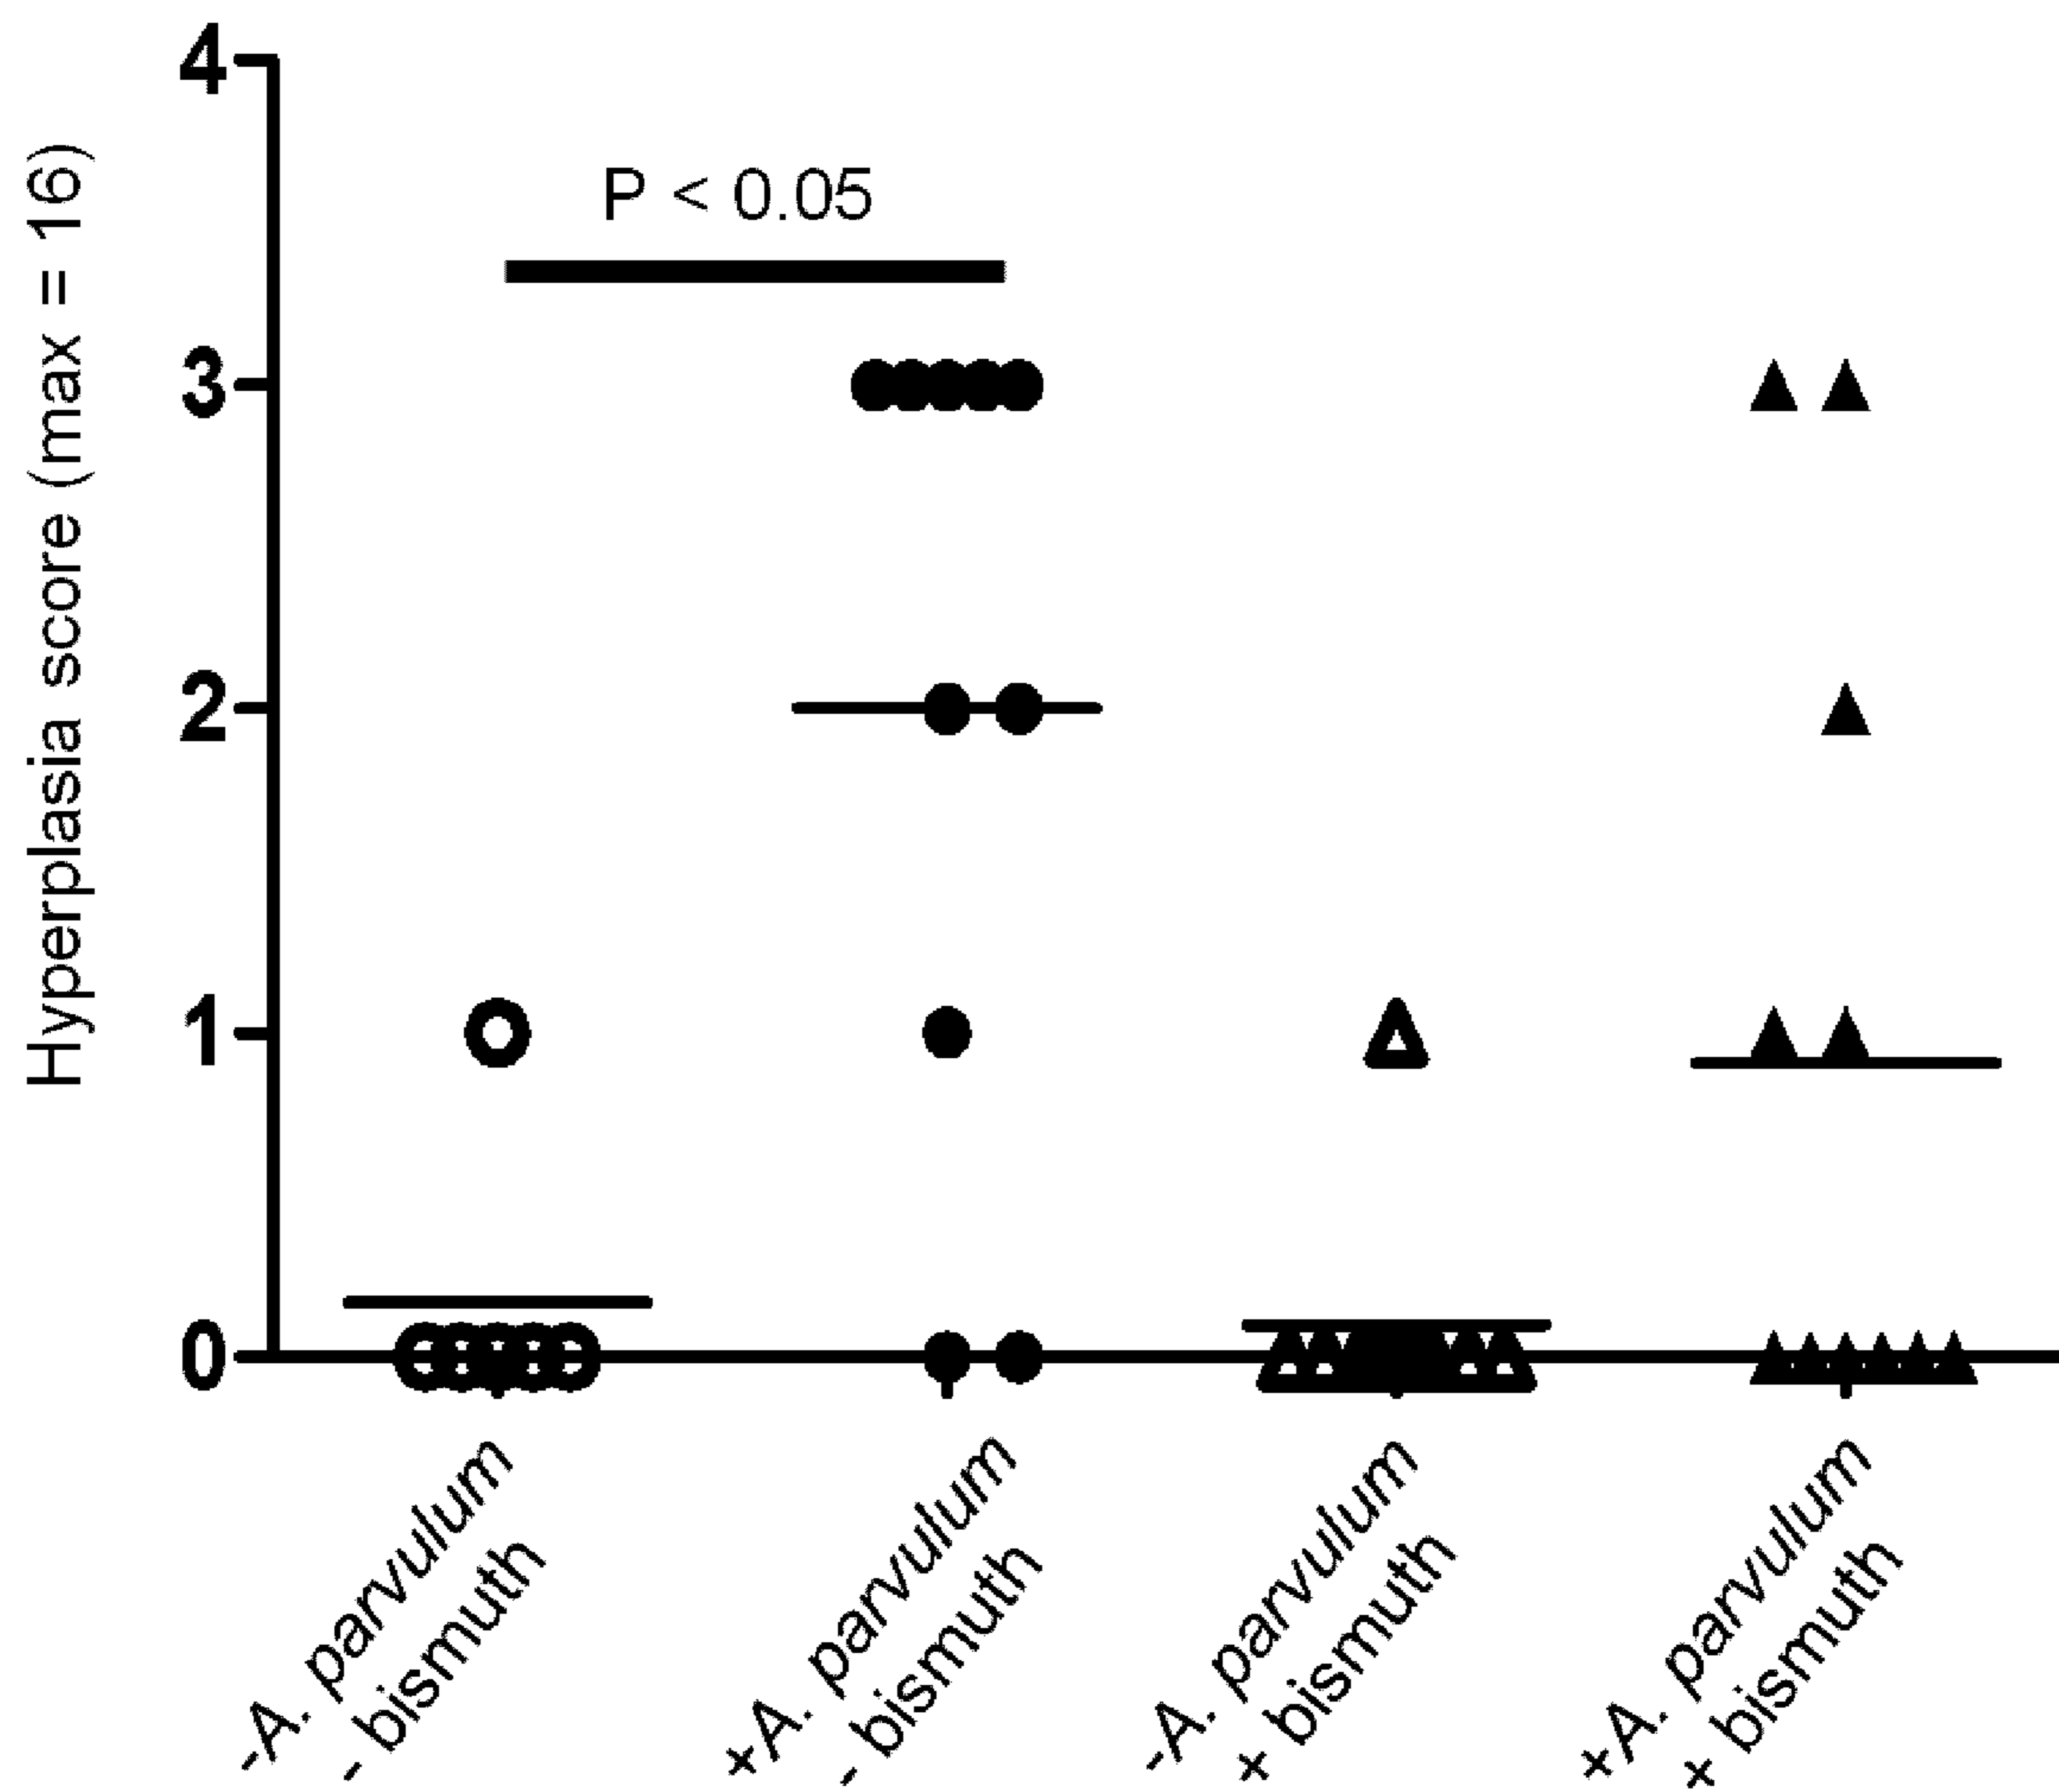 Hyperplasia score (max = 16)
4
3
2
1
0
P < 0.05
-A. parvulum
- bismuth
+A. parvulum
- bismuth
-A. parvulum
+ bismuth
+A. parvulum
+ bismuth